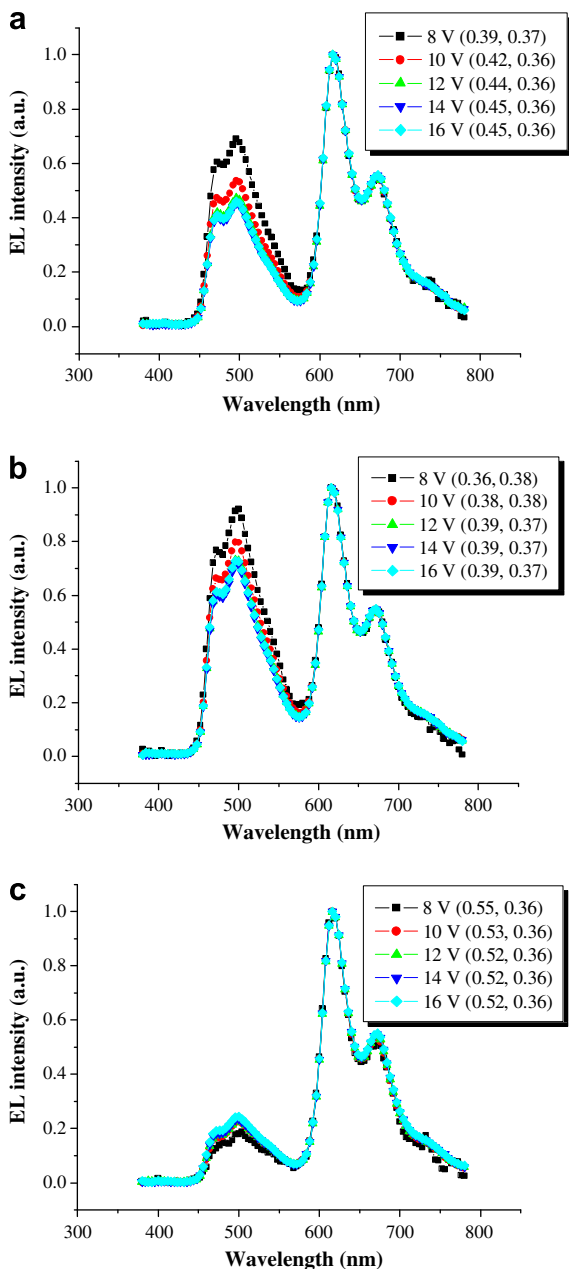 a
1.0
0.8
0.6
0.4
0.2
0.0
EL intensity (a.u.)
8 V (0.39, 0.37)
10 V (0.42, 0.36)
12 V (0.44, 0.36)
14 V (0.45, 0.36)
16 V (0.45, 0.36)
300 400 500 600 700 800
Wavelength (nm)
b
1.0
0.8
0.6
0.4
0.2
0.0
EL intensity (a.u.)
8 V (0.36, 0.38)
10 V (0.38, 0.38)
12 V (0.39, 0.37)
14 V (0.39, 0.37)
16 V (0.39, 0.37)
300 400 500 600 700 800
Wavelength (nm)
c
1.0
0.8
0.6
0.4
0.2
0.0
EL intensity (a.u.)
8 V (0.55, 0.36)
10 V (0.53, 0.36)
12 V (0.52, 0.36)
14 V (0.52, 0.36)
16 V (0.52, 0.36)
300 400 500 600 700 800
Wavelength (nm)